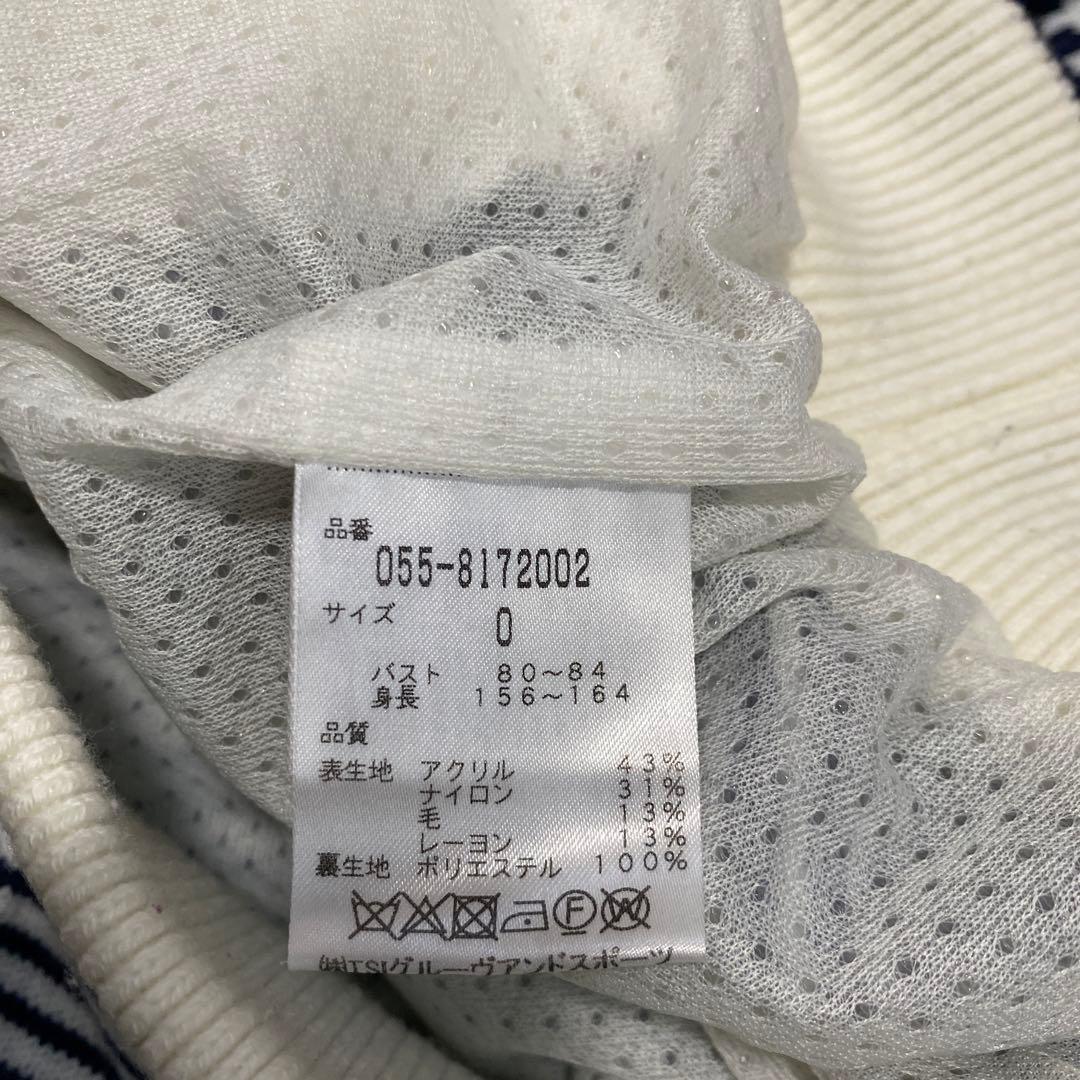 品番
055-8172002
サイズ
0
バスト 80～84
身長 156～164
品質
表生地 アクリル 43%
ナイロン 31%
毛 13%
レーヨン 13%
裏生地 ポリエステル 100%
F W
㈱TSIグルーヴアンドスポーツ